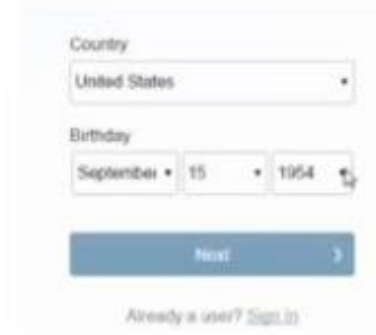 Country
United States
Birthday
September 15 1954
Next
Already a user? Sign in